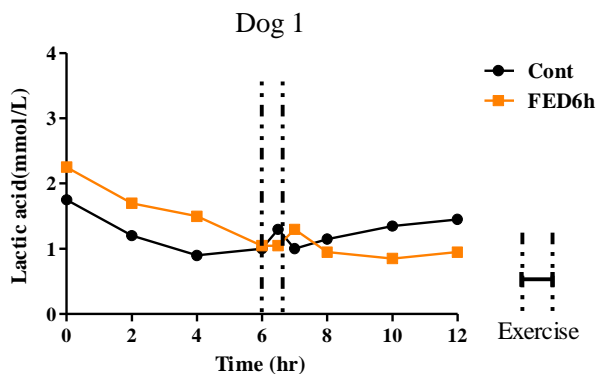 Dog 1
Lactic acid(mmol/L)
4
3
2
1
0
0 2 4 6 8 10 12
Time (hr)
Cont
FED6h
Exercise